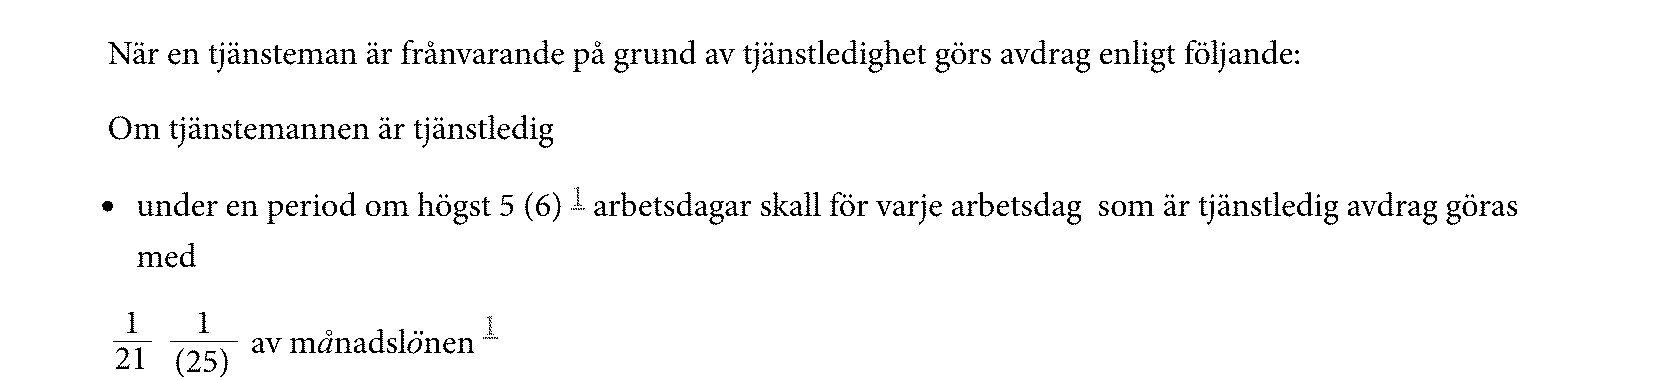 När en tjänsteman är frånvarande på grund av tjänstledighet görs avdrag enligt följande:
Om tjänstemannen är tjänstledig
• under en period om högst 5 (6) 1 arbetsdagar skall för varje arbetsdag som är tjänstledig avdrag göras
med
1/21 1/(25) av månadslönen 1